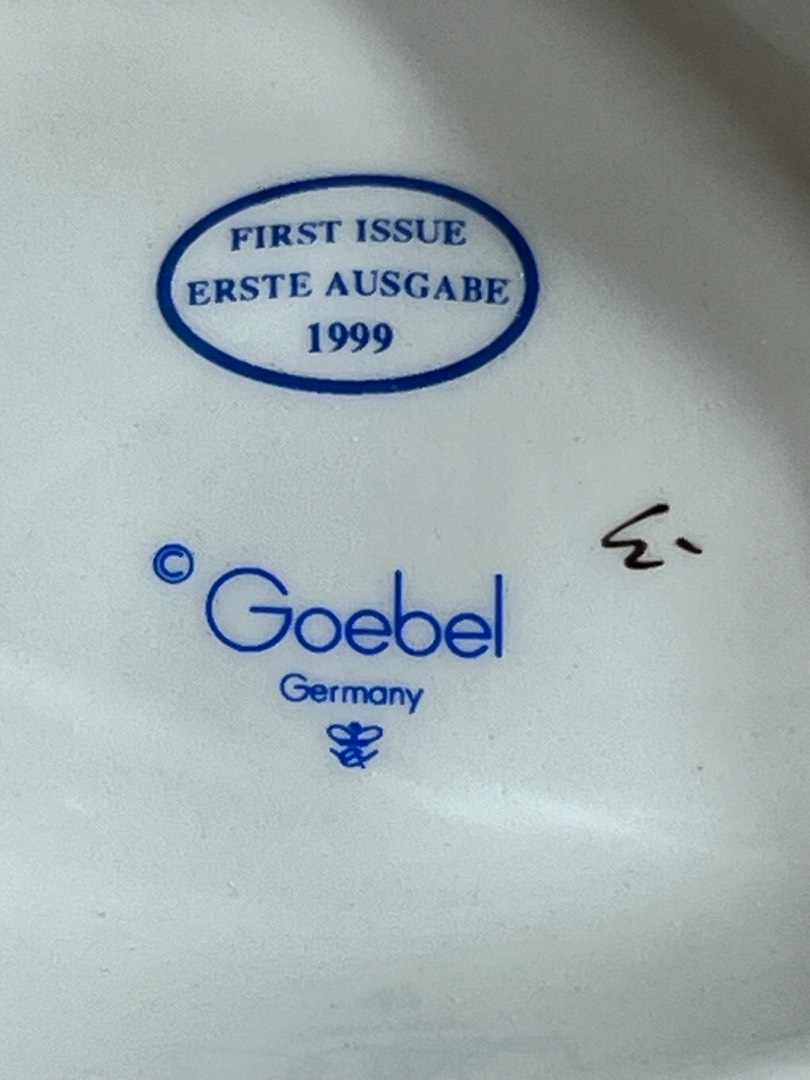 FIRST ISSUE
ERSTE AUSGABE
1999
© Goebel
Germany